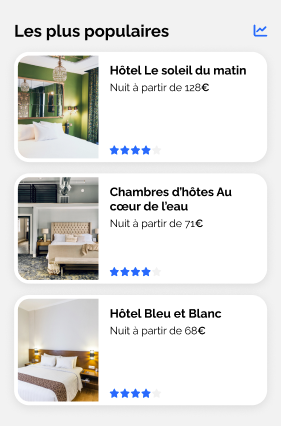 Les plus populaires
Hôtel Le soleil du matin
Nuit à partir de 128€
Chambres d'hôtes Au
cœur de l'eau
Nuit à partir de 71€
Hôtel Bleu et Blanc
Nuit à partir de 68€